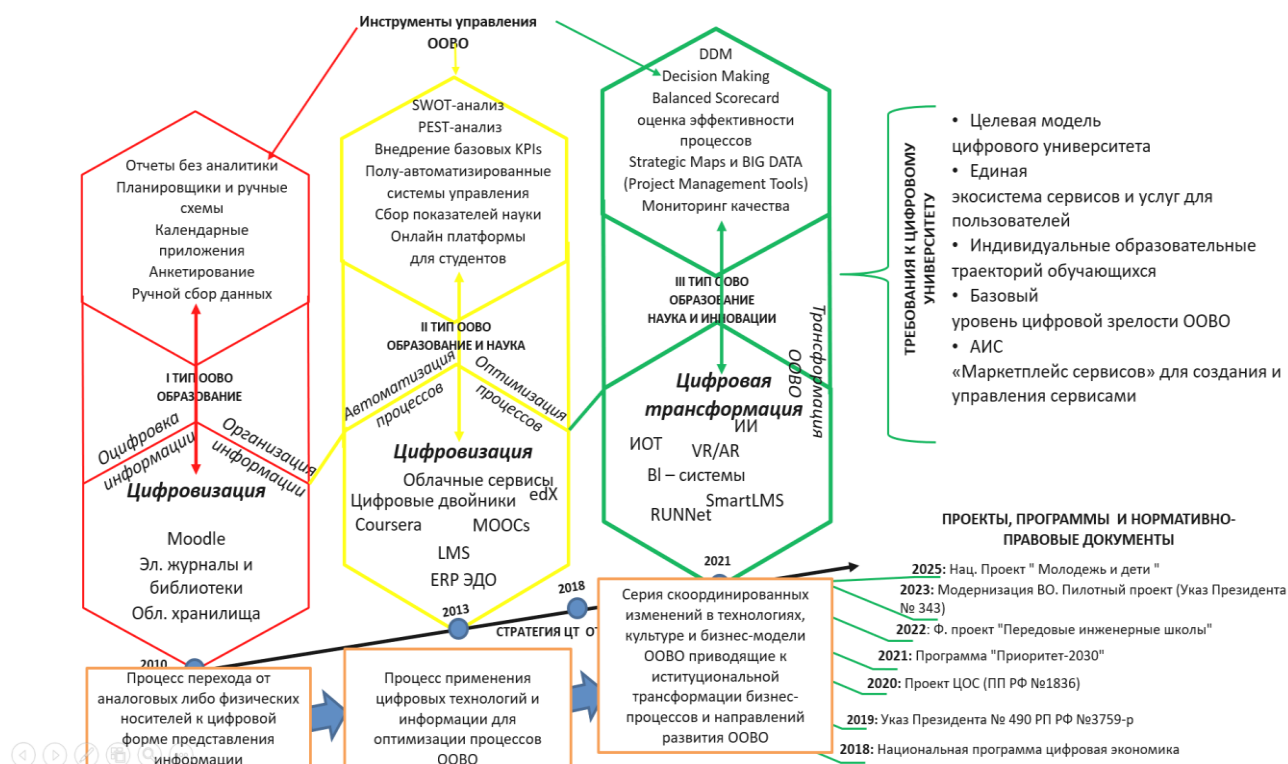 Инструменты управления
ООВО
Отчеты без аналитики
Планировщики и ручные
схемы
Календарные
приложения
Анкетирование
Ручной сбор данных
I ТИП ООВО
ОБРАЗОВАНИЕ
Оцифровка
информации
Организация
информации
Цифровизация
Moodle
Эл. журналы и
библиотеки
Обл. хранилища
SWOT-анализ
PEST-анализ
Внедрение базовых KPIs
Полу-автоматизированные
системы управления
Сбор показателей науки
Онлайн платформы
для студентов
II ТИП ООВО
ОБРАЗОВАНИЕ И НАУКА
Автоматизация
процессов
Оптимизация
процессов
Цифровизация
Облачные сервисы
Цифровые двойники
edX
Coursera
MOOCs
LMS
ERP ЭДО
DDM
Decision Making
Balanced Scorecard
оценка эффективности
процессов
Strategic Maps и BIG DATA
(Project Management Tools)
Мониторинг качества
III ТИП ООВО
ОБРАЗОВАНИЕ
НАУКА И ИННОВАЦИИ
Трансформация
ООВО
Цифровая
трансформация
ИИ
ИОТ
VR/AR
BI – системы
SmartLMS
RUNNet
ТРЕБОВАНИЯ К ЦИФРОВОМУ
УНИВЕРСИТЕТУ
• Целевая модель
цифрового университета
• Единая
экосистема сервисов и услуг для
пользователей
• Индивидуальные образовательные
траекторий обучающихся
• Базовый
уровень цифровой зрелости ООВО
• АИС
«Маркетплейс сервисов» для создания и
управления сервисами
2010
2013
2018
2021
СТРАТЕГИЯ ЦТ
Процесс перехода от
аналоговых либо физических
носителей к цифровой
форме представления
информации
Процесс применения
цифровых технологий и
информации для
оптимизации процессов
ООВО
Серия скоординированных
изменений в технологиях,
культуре и бизнес-модели
ООВО приводящие к
иституциональной
трансформации бизнес-
процессов и направлений
развития ООВО
ПРОЕКТЫ, ПРОГРАММЫ И НОРМАТИВНО-
ПРАВОВЫЕ ДОКУМЕНТЫ
2025: Нац. Проект " Молодежь и дети "
2023: Модернизация ВО. Пилотный проект (Указ Президента
№ 343)
2022: Ф. проект "Передовые инженерные школы"
2021: Программа "Приоритет-2030"
2020: Проект ЦОС (ПП РФ №1836)
2019: Указ Президента № 490 РП РФ №3759-р
2018: Национальная программа цифровая экономика